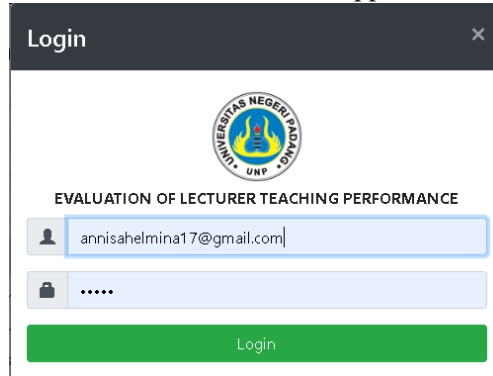 Login ×
UNIVERSITAS NEGERI PADANG
UNP
EVALUATION OF LECTURER TEACHING PERFORMANCE
annisahelmina17@gmail.com
•••••
Login